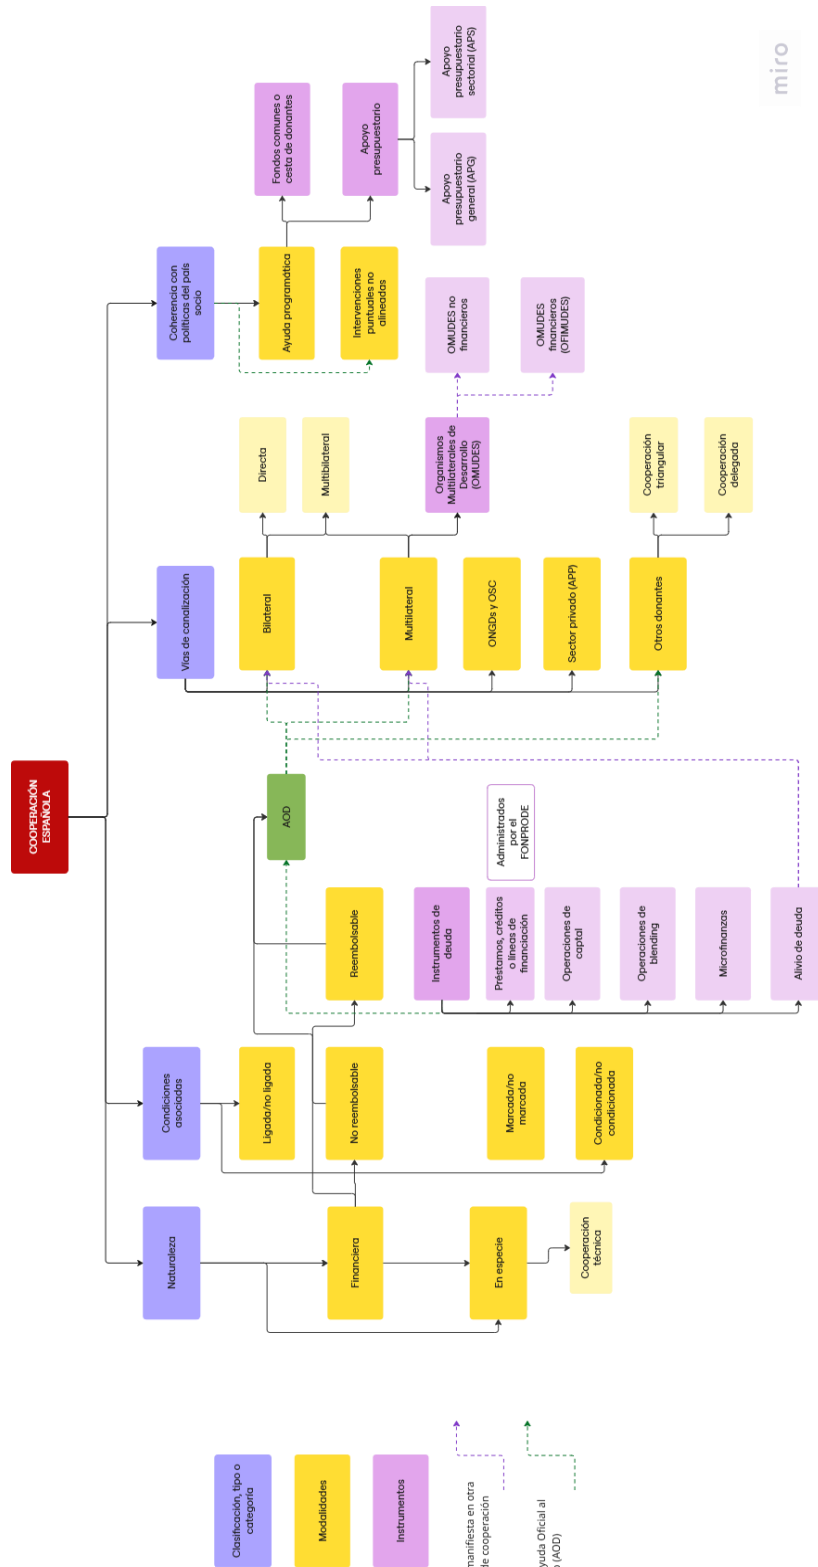 COOPERACIÓN
ESPAÑOLA
Naturaleza
Condiciones
asociadas
Vías de canalización
Coherencia con
políticas del país
socio
Financiera
En especie
Cooperación
técnica
Ligada/no ligada
No reembolsable
Marcada/no
marcada
Condicionada/no
condicionada
Reembolsable
Instrumentos de
deuda
Préstamos, créditos
o líneas de
financiación
Operaciones de
captal
Operaciones de
blending
Microfinanzas
Alivio de deuda
AOD
Administrados
por el
FONPRODE
Bilateral
Multilateral
ONGDs y OSC
Sector privado (APP)
Otros donantes
Directa
Multibilateral
Organismos
Multilaterales de
Desarrollo
(OMUDES)
Cooperación
triangular
Cooperación
delegada
OMUDES no
financieros
OMUDES
financieros
(OFIMUDES)
Ayuda programática
Intervenciones
puntuales no
alineadas
Fondos comunes o
cesta de donantes
Apoyo
presupuestario
Apoyo
presupuestario
general (APG)
Apoyo
presupuestario
sectorial (APS)
Clasificación, tipo o
categoría
Modalidades
Instrumentos
manifiesta en otra
de cooperación
yuda Oficial al
(AOD)
miro